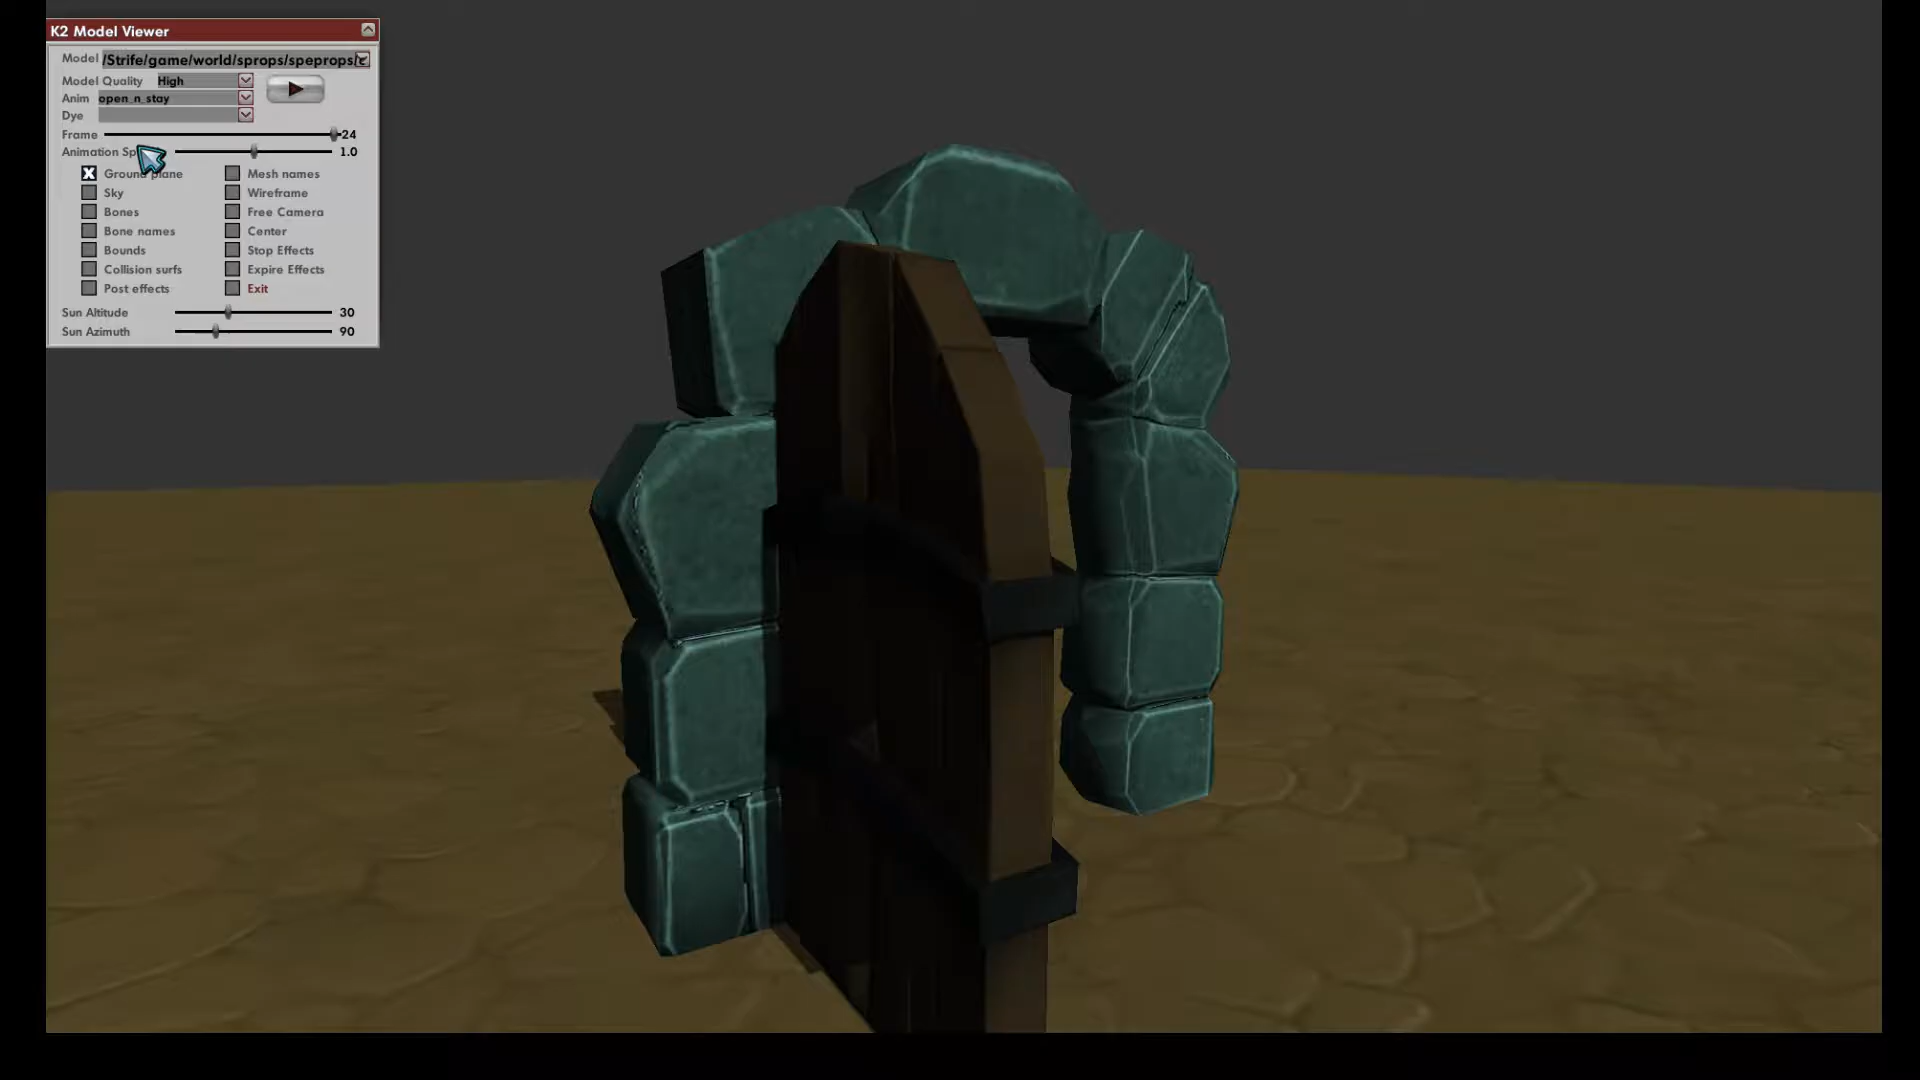 K2 Model Viewer
Model /Strife/game/world/sprops/speprops/c
Model Quality High
Anim open_n_stay
Dye
Frame 24
Animation Sp 1.0
X Ground plane Mesh names
Sky Wireframe
Bones Free Camera
Bone names Center
Bounds Stop Effects
Collision surfs Expire Effects
Post effects Exit
Sun Altitude 30
Sun Azimuth 90